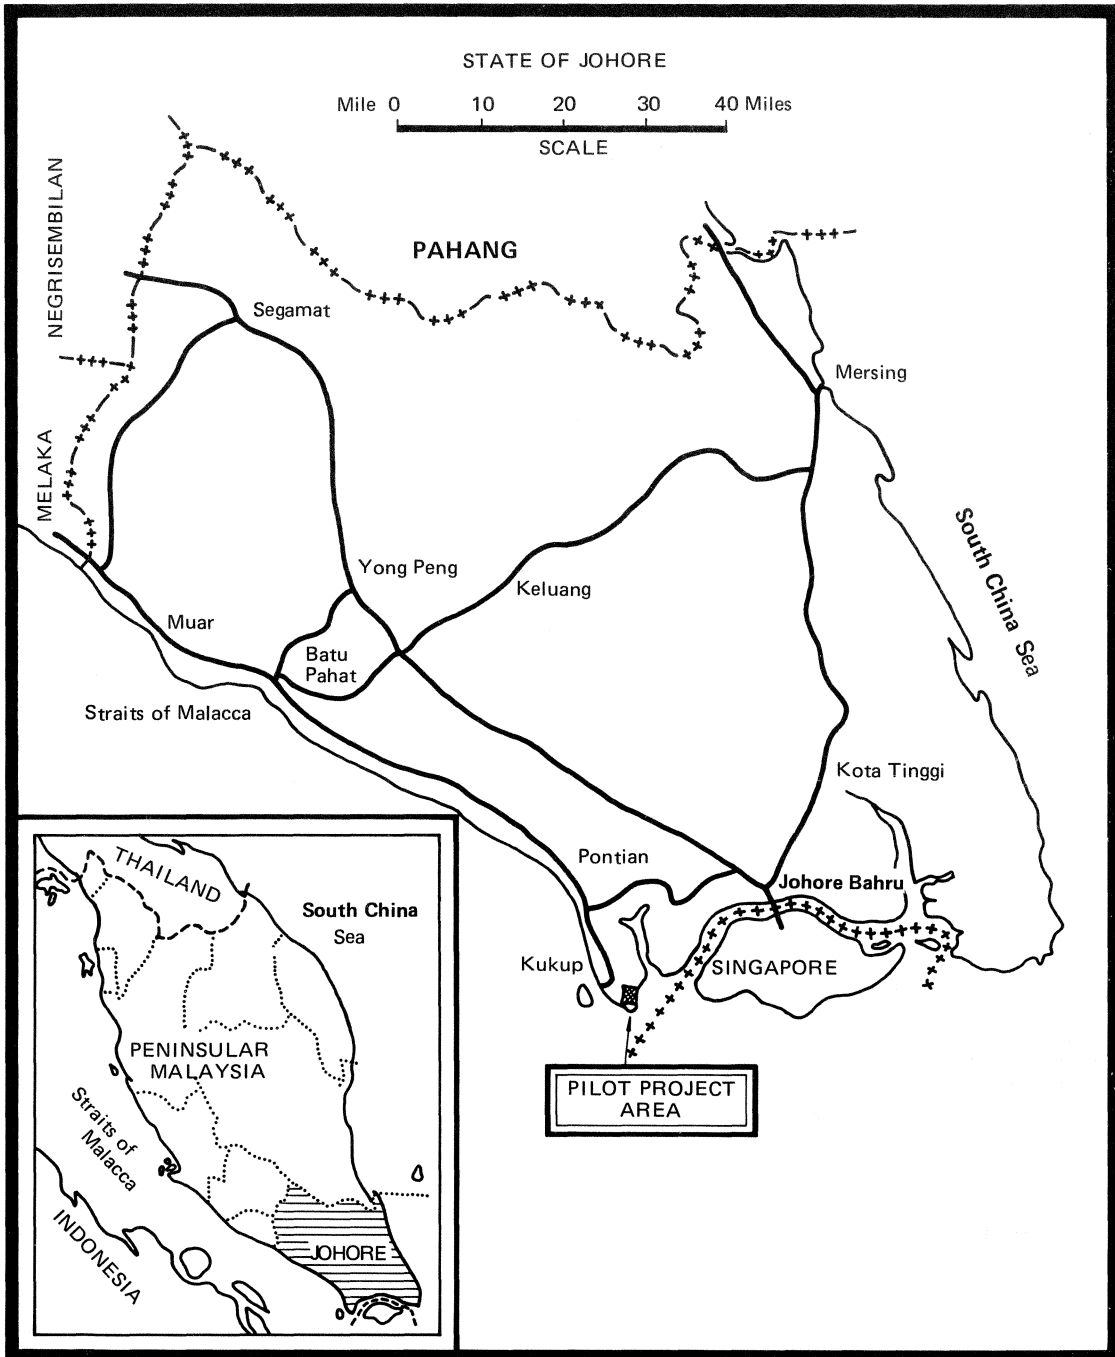 STATE OF JOHORE
Mile 0 10 20 30 40 Miles
SCALE
NEGRISEMBILAN
PAHANG
Segamat
Mersing
MELAKA
South China Sea
Yong Peng
Keluang
Muar
Batu
Pahat
Straits of Malacca
Kota Tinggi
Pontian
Johore Bahru
Kukup
SINGAPORE
PILOT PROJECT
AREA
THAILAND
South China
Sea
PENINSULAR
MALAYSIA
Straits of
Malacca
INDONESIA
JOHORE